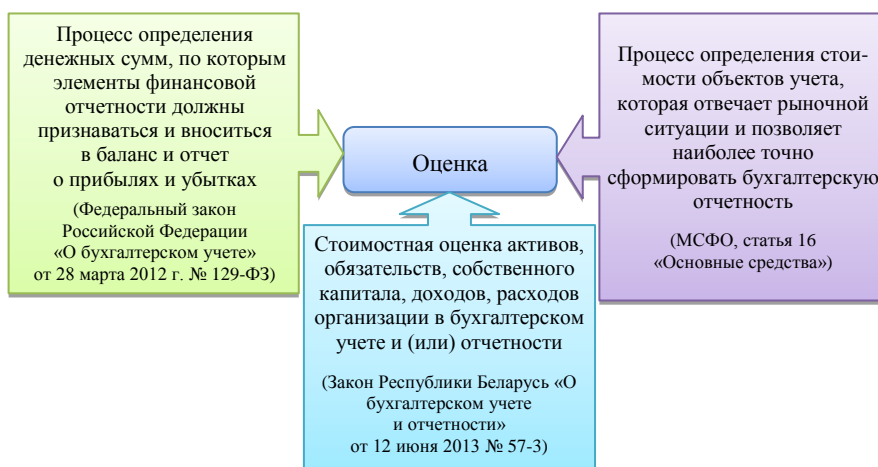 Процесс определения
денежных сумм, по которым
элементы финансовой
отчетности должны
признаваться и вноситься
в баланс и отчет
о прибылях и убытках
(Федеральный закон
Российской Федерации
«О бухгалтерском учете»
от 28 марта 2012 г. № 129-ФЗ)
Оценка
Процесс определения стои-
мости объектов учета,
которая отвечает рыночной
ситуации и позволяет
наиболее точно
сформировать бухгалтерскую
отчетность
(МСФО, статья 16
«Основные средства»)
Стоимостная оценка активов,
обязательств, собственного
капитала, доходов, расходов
организации в бухгалтерском
учете и (или) отчетности
(Закон Республики Беларусь «О
бухгалтерском учете
и отчетности»
от 12 июня 2013 № 57-З)